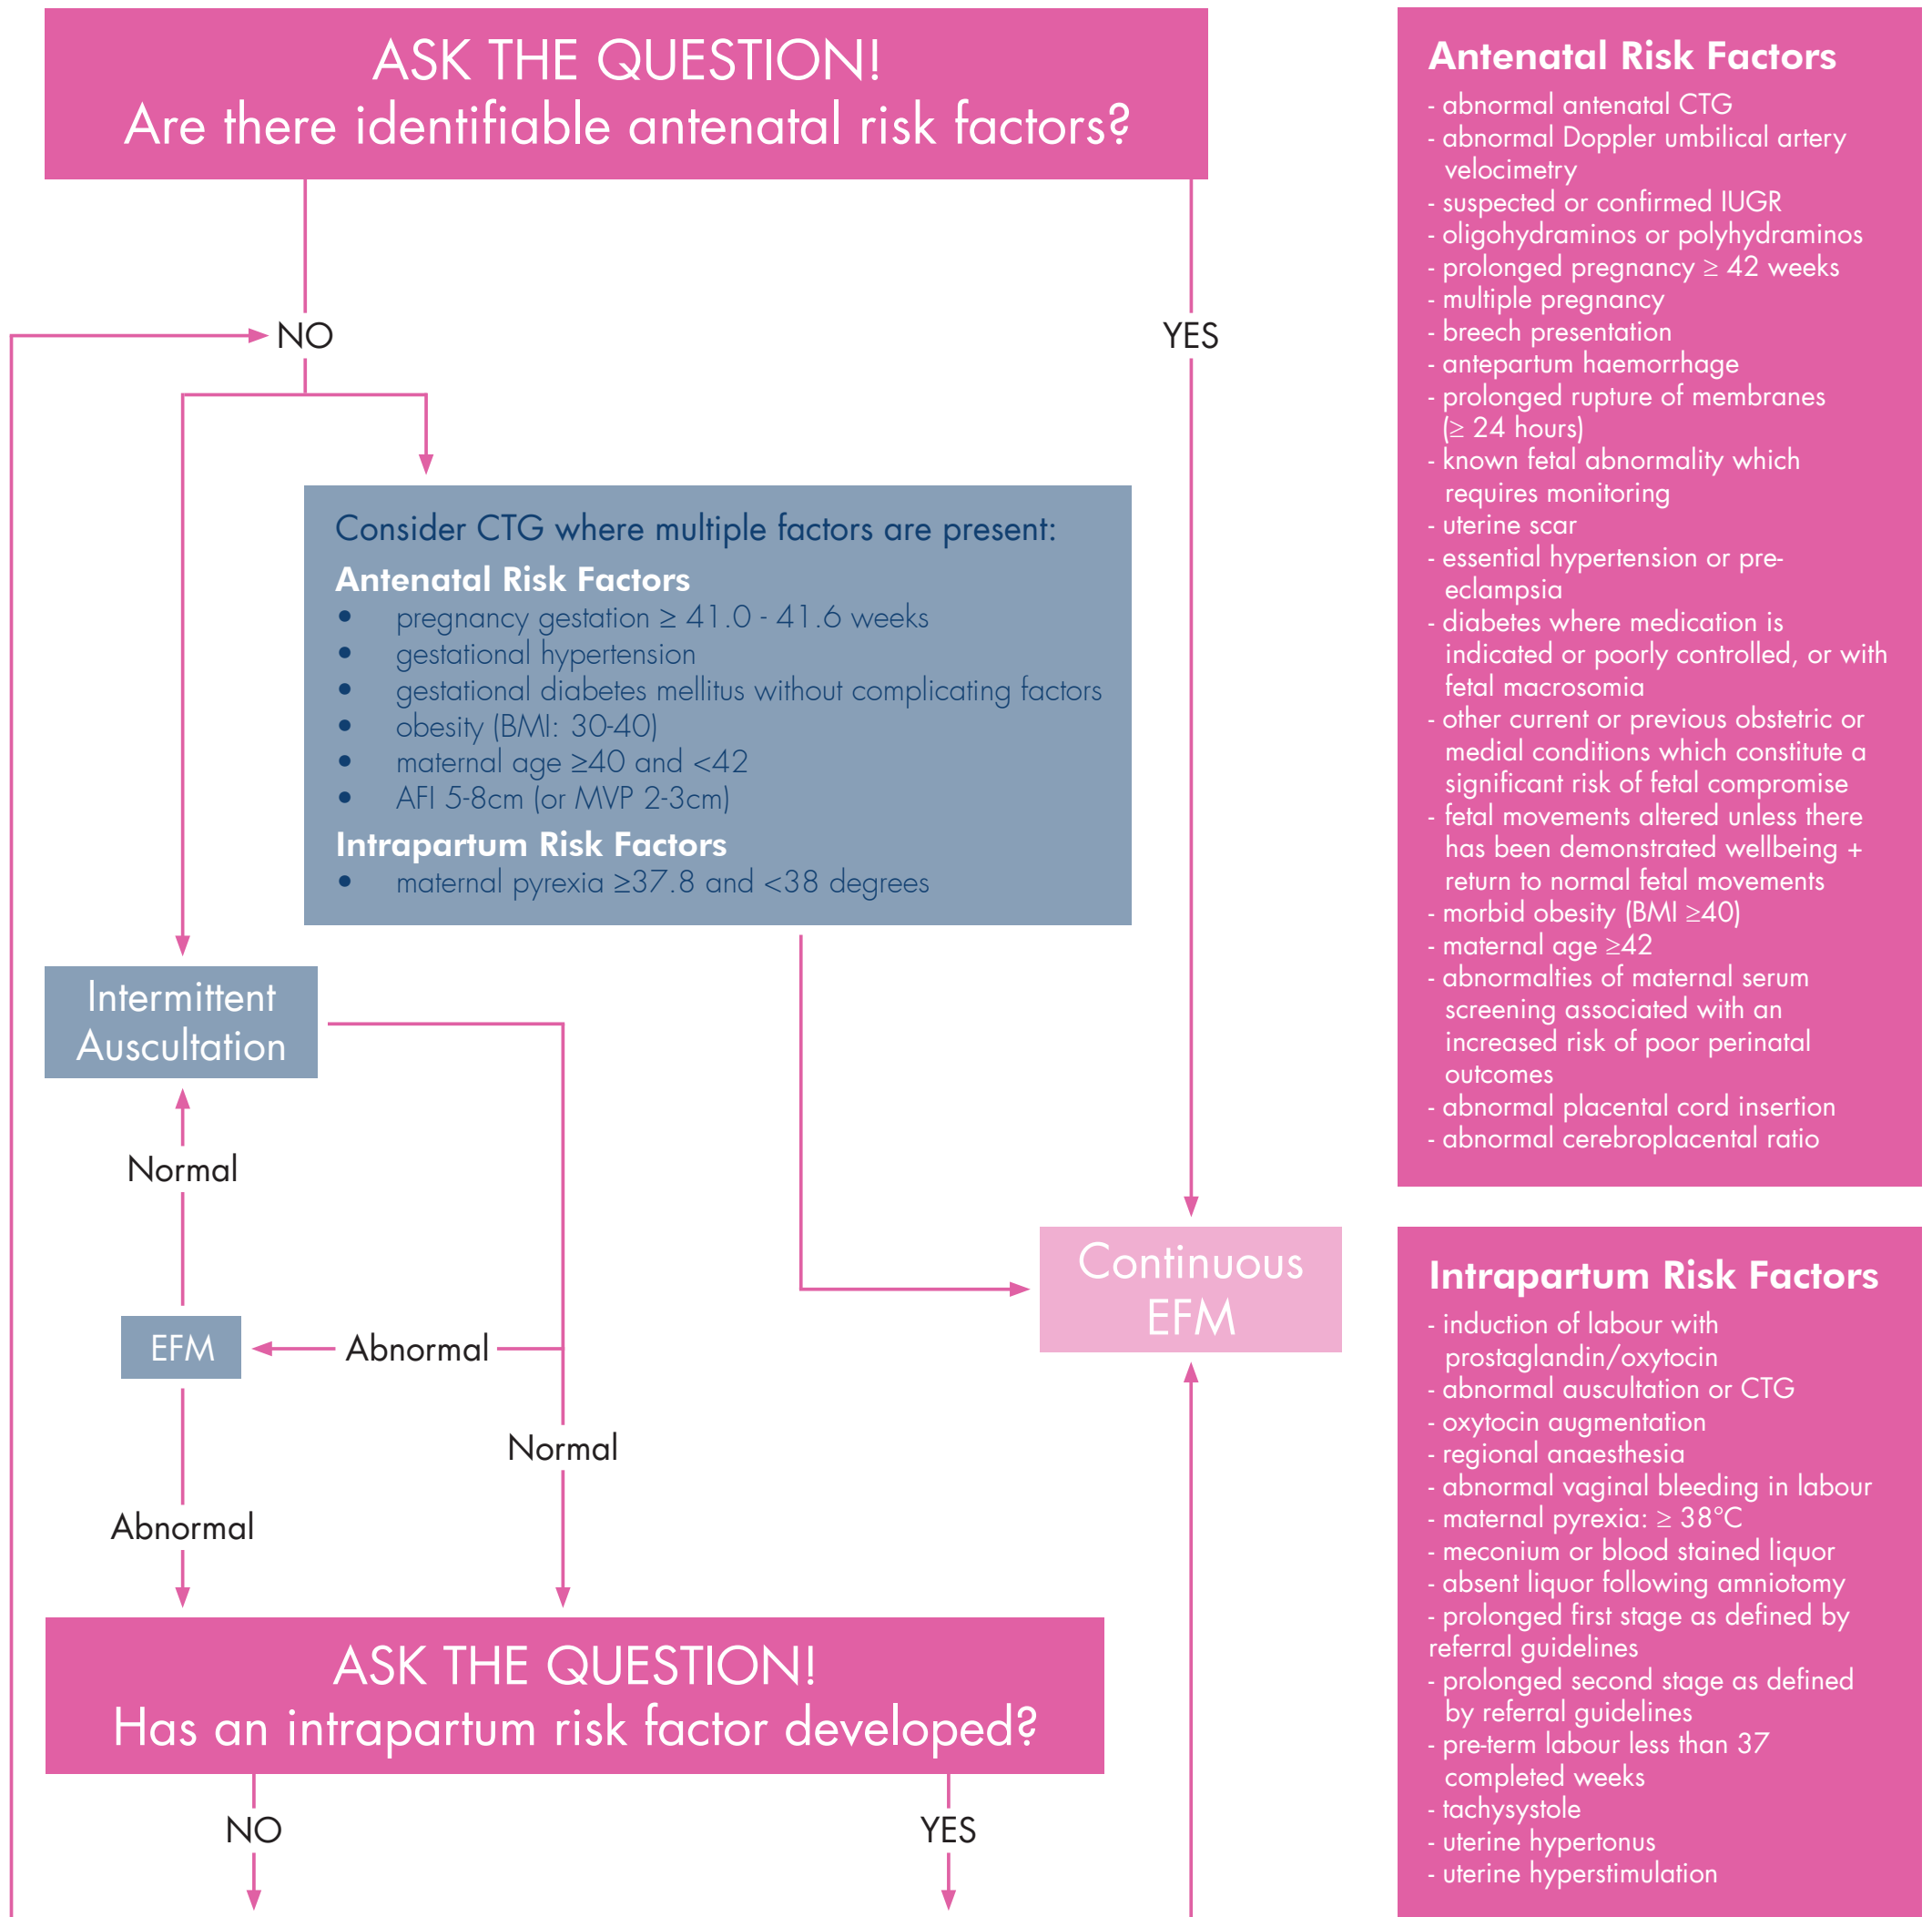 ASK THE QUESTION!
Are there identifiable antenatal risk factors?
NO
YES
Consider CTG where multiple factors are present:
Antenatal Risk Factors
• pregnancy gestation ≥ 41.0 - 41.6 weeks
• gestational hypertension
• gestational diabetes mellitus without complicating factors
• obesity (BMI: 30-40)
• maternal age ≥40 and <42
• AFI 5-8cm (or MVP 2-3cm)
Intrapartum Risk Factors
• maternal pyrexia ≥37.8 and <38 degrees
Intermittent
Auscultation
Normal
EFM
Abnormal
Normal
Abnormal
Continuous
EFM
ASK THE QUESTION!
Has an intrapartum risk factor developed?
NO
YES
Antenatal Risk Factors
- abnormal antenatal CTG
- abnormal Doppler umbilical artery
velocimetry
- suspected or confirmed IUGR
- oligohydraminos or polyhydraminos
- prolonged pregnancy ≥ 42 weeks
- multiple pregnancy
- breech presentation
- antepartum haemorrhage
- prolonged rupture of membranes
(≥ 24 hours)
- known fetal abnormality which
requires monitoring
- uterine scar
- essential hypertension or pre-
eclampsia
- diabetes where medication is
indicated or poorly controlled, or with
fetal macrosomia
- other current or previous obstetric or
medial conditions which constitute a
significant risk of fetal compromise
- fetal movements altered unless there
has been demonstrated wellbeing +
return to normal fetal movements
- morbid obesity (BMI ≥40)
- maternal age ≥42
- abnormalties of maternal serum
screening associated with an
increased risk of poor perinatal
outcomes
- abnormal placental cord insertion
- abnormal cerebroplacental ratio
Intrapartum Risk Factors
- induction of labour with
prostaglandin/oxytocin
- abnormal auscultation or CTG
- oxytocin augmentation
- regional anaesthesia
- abnormal vaginal bleeding in labour
- maternal pyrexia: ≥ 38°C
- meconium or blood stained liquor
- absent liquor following amniotomy
- prolonged first stage as defined by
referral guidelines
- prolonged second stage as defined
by referral guidelines
- pre-term labour less than 37
completed weeks
- tachysystole
- uterine hypertonus
- uterine hyperstimulation